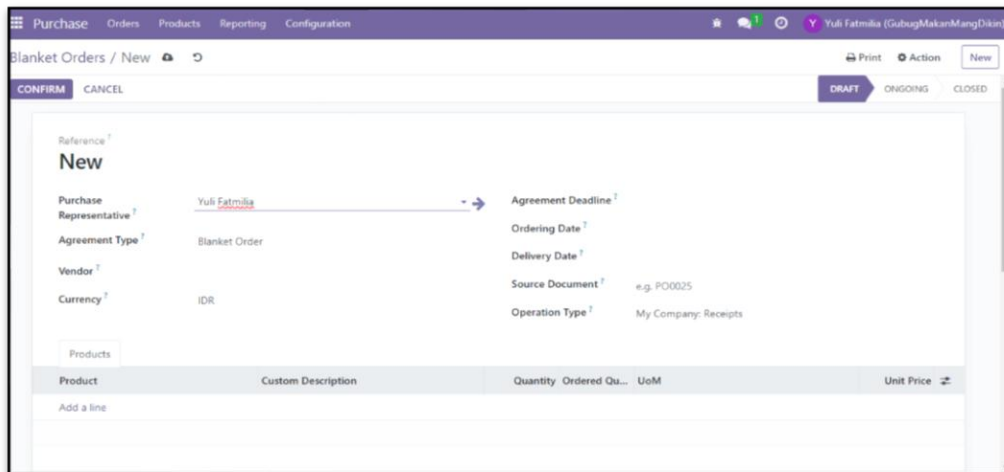 Purchase Orders Products Reporting Configuration 1 Y Yuli Fatmilia (GubugMakanMangDikin)
Blanket Orders / New Print Action New
CONFIRM CANCEL DRAFT ONGOING CLOSED
Reference ?
New
Purchase Representative ? Yuli Fatmilia
Agreement Type ? Blanket Order
Vendor ?
Currency ? IDR
Agreement Deadline ?
Ordering Date ?
Delivery Date ?
Source Document ? e.g. PO0025
Operation Type ? My Company: Receipts
Products
Product Custom Description Quantity Ordered Qu... UoM Unit Price
Add a line